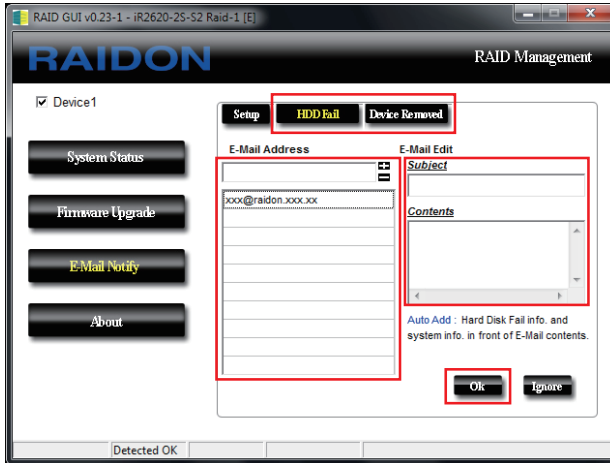 RAID GUI v0.23-1 - iR2620-2S-S2 Raid-1 [E]
RAIDON
RAID Management
Device1
System Status
Firmware Upgrade
E-Mail Notify
About
Setup HDD Fail Device Removed
E-Mail Address
xxx@raidon.xxx.xx
E-Mail Edit
Subject
Contents
Auto Add : Hard Disk Fail info. and
system info. in front of E-Mail contents.
Ok Ignore
Detected OK